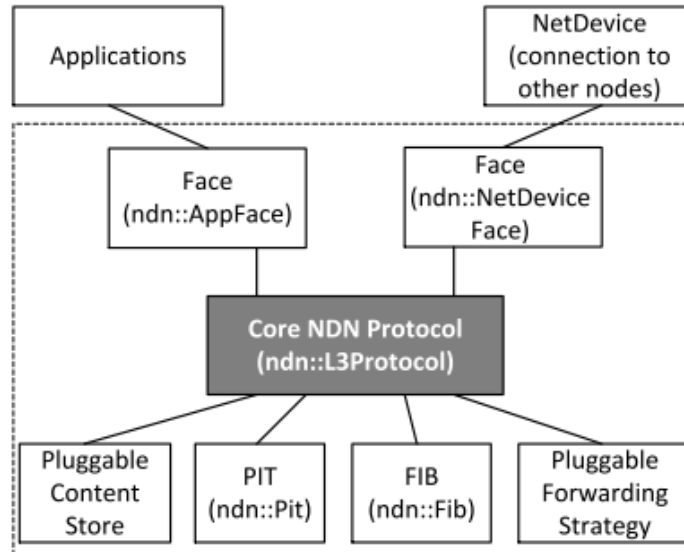 Applications
NetDevice
(connection to
other nodes)
Face
(ndn::AppFace)
Face
(ndn::NetDevice
Face)
Core NDN Protocol
(ndn::L3Protocol)
Pluggable
Content
Store
PIT
(ndn::Pit)
FIB
(ndn::Fib)
Pluggable
Forwarding
Strategy